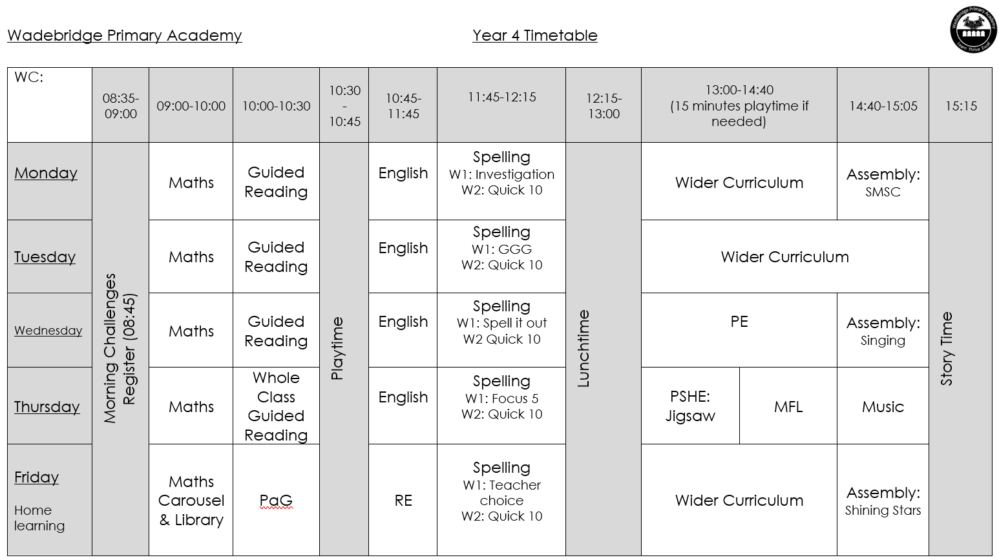 Wadebridge Primary Academy
Year 4 Timetable
Wadebridge Primary Academy
Learn Thrive Excel
WC:
08:35-
09:00
09:00-10:00
10:00-10:30
10:30
-
10:45
10:45-
11:45
11:45-12:15
12:15-
13:00
13:00-14:40
(15 minutes playtime if
needed)
14:40-15:05
15:15
Monday
Morning Challenges
Register (08:45)
Maths
Guided
Reading
Playtime
English
Spelling
W1: Investigation
W2: Quick 10
Lunchtime
Wider Curriculum
Assembly:
SMSC
Story Time
Tuesday
Maths
Guided
Reading
English
Spelling
W1: GGG
W2: Quick 10
Wider Curriculum
Wednesday
Maths
Guided
Reading
English
Spelling
W1: Spell it out
W2 Quick 10
PE
Assembly:
Singing
Thursday
Maths
Whole
Class
Guided
Reading
English
Spelling
W1: Focus 5
W2: Quick 10
PSHE:
Jigsaw
MFL
Music
Friday
Home
learning
Maths
Carousel
& Library
PaG
RE
Spelling
W1: Teacher
choice
W2: Quick 10
Wider Curriculum
Assembly:
Shining Stars